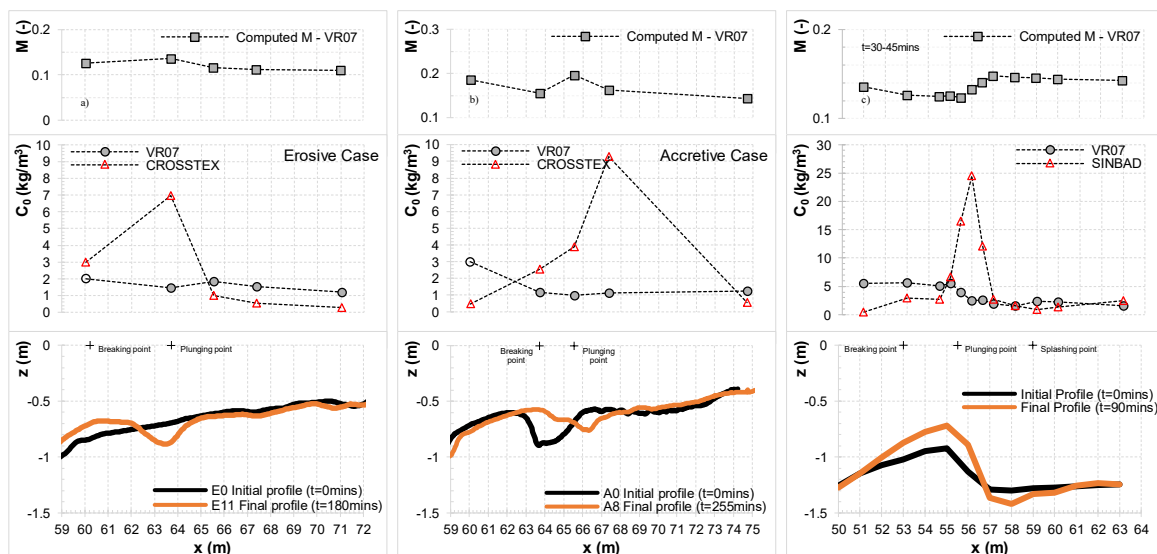 0.2
0.1
0
M (-)
Computed M - VR07
a)
0.3
0.2
0.1
0
M (-)
Computed M - VR07
b)
0.2
0.1
M (-)
t=30-45mins
Computed M - VR07
c)
10
9
8
7
6
5
4
3
2
1
0
C0 (kg/m3)
VR07
CROSSTEX
Erosive Case
10
9
8
7
6
5
4
3
2
1
0
C0 (kg/m3)
VR07
CROSSTEX
Accretive Case
30
25
20
15
10
5
0
C0 (kg/m3)
VR07
SINBAD
0
-0.5
-1
-1.5
z (m)
Breaking point
Plunging point
E0 Initial profile (t=0mins)
E11 Final profile (t=180mins)
59 60 61 62 63 64 65 66 67 68 69 70 71 72
x (m)
0
-0.5
-1
-1.5
z (m)
Breaking
point
Plunging
point
A0 Initial profile (t=0mins)
A8 Final profile (t=255mins)
59 60 61 62 63 64 65 66 67 68 69 70 71 72 73 74 75
x (m)
0
-0.5
-1
-1.5
z (m)
Breaking point
Plunging point
Splashing point
Initial Profile (t=0mins)
Final Profile (t=90mins)
50 51 52 53 54 55 56 57 58 59 60 61 62 63 64
x (m)